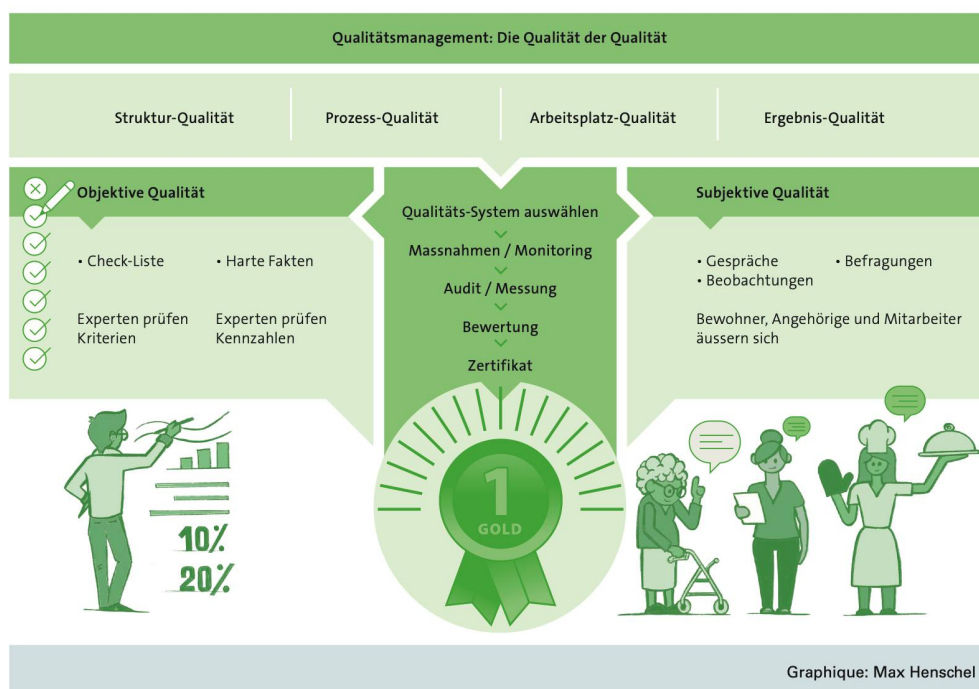 Qualitätsmanagement: Die Qualität der Qualität
Struktur-Qualität
Prozess-Qualität
Arbeitsplatz-Qualität
Ergebnis-Qualität
Objektive Qualität
• Check-Liste
• Harte Fakten
Experten prüfen
Kriterien
Experten prüfen
Kennzahlen
10%
20%
Qualitäts-System auswählen
Massnahmen / Monitoring
Audit / Messung
Bewertung
Zertifikat
1
GOLD
Subjektive Qualität
• Gespräche
• Beobachtungen
• Befragungen
Bewohner, Angehörige und Mitarbeiter
äussern sich
Graphique: Max Henschel